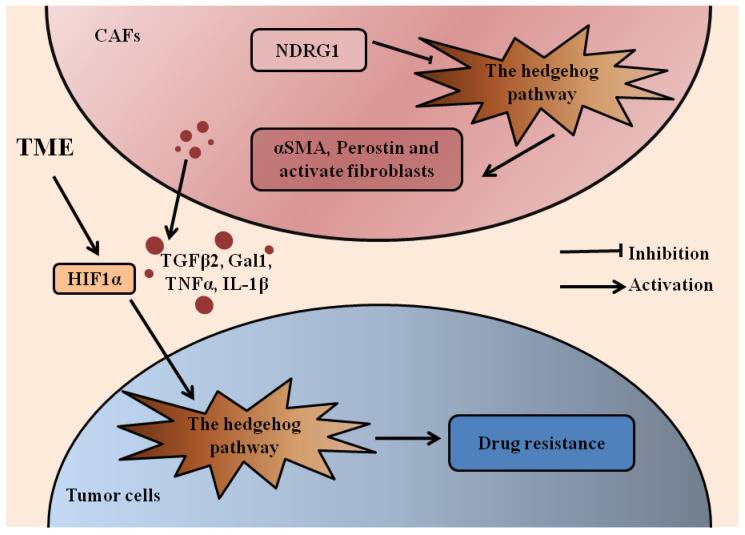 CAFs
NDRG1
The hedgehog
pathway
αSMA, Perostin and
activate fibroblasts
TME
HIF1α
TGFβ2, Gal1,
TNFα, IL-1β
Inhibition
Activation
The hedgehog
pathway
Drug resistance
Tumor cells